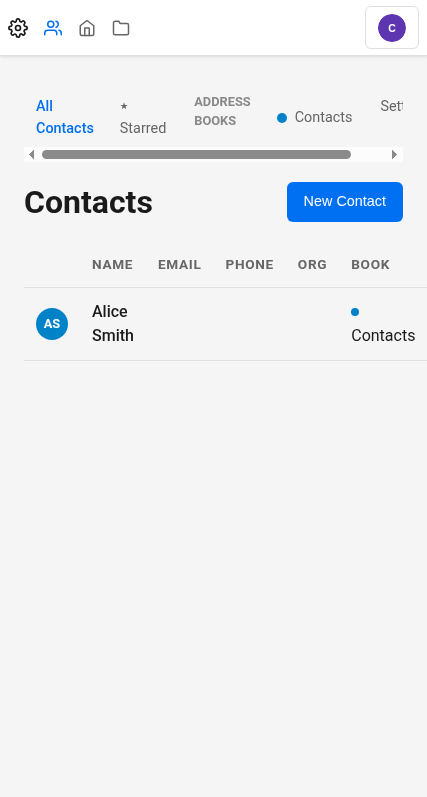 C
All
Contacts
★
Starred
ADDRESS
BOOKS
Contacts
Contacts
New Contact
NAME EMAIL PHONE ORG BOOK
AS
Alice
Smith
Contacts